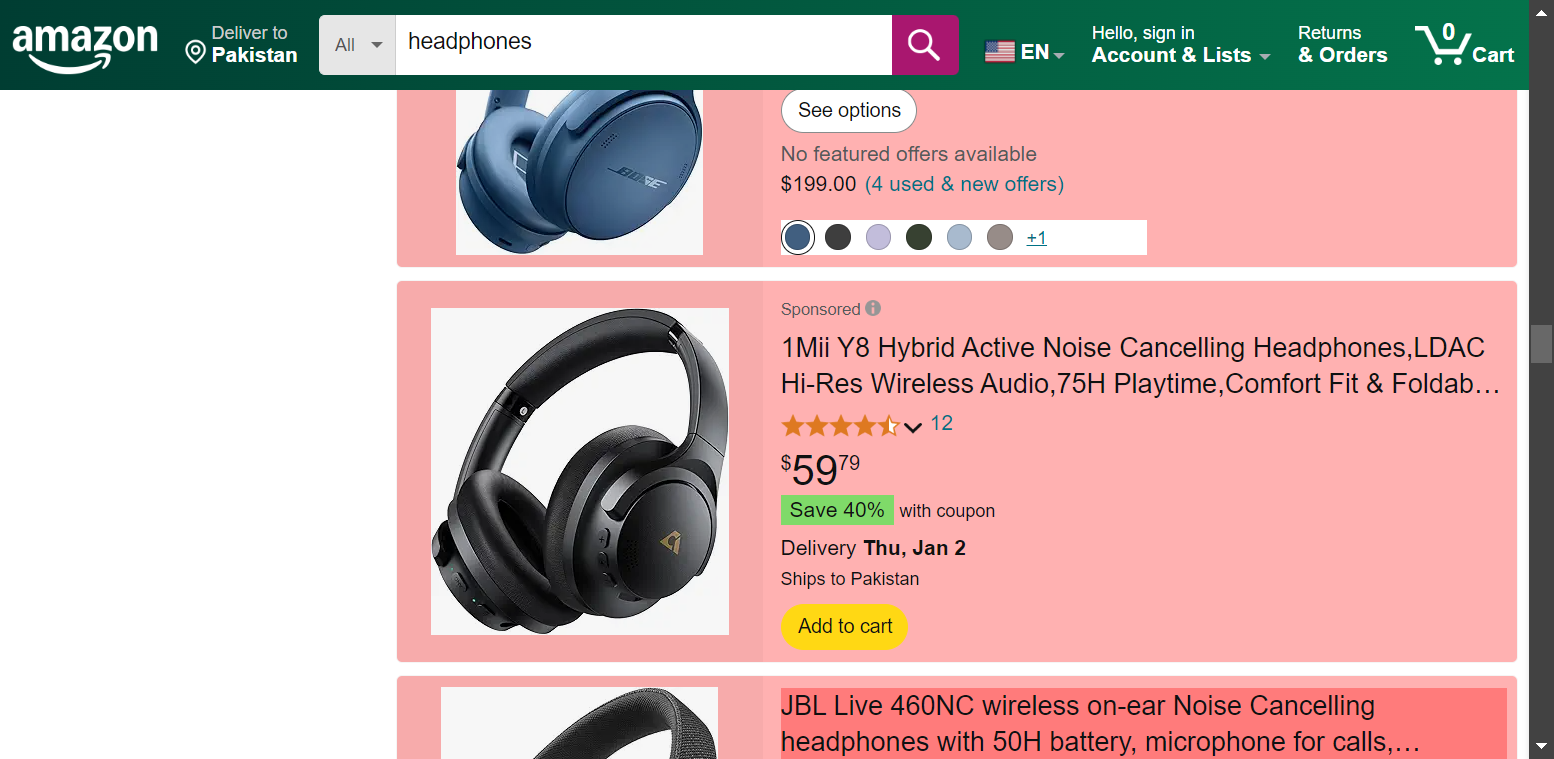 amazon
Deliver to
Pakistan
All
headphones
EN
Hello, sign in
Account & Lists
Returns
& Orders
0
Cart
BOSE
See options
No featured offers available
$199.00 (4 used & new offers)
+1
Sponsored
1Mii Y8 Hybrid Active Noise Cancelling Headphones,LDAC
Hi-Res Wireless Audio,75H Playtime,Comfort Fit & Foldab…
12
$59 79
Save 40% with coupon
Delivery Thu, Jan 2
Ships to Pakistan
Add to cart
JBL Live 460NC wireless on-ear Noise Cancelling
headphones with 50H battery, microphone for calls,…